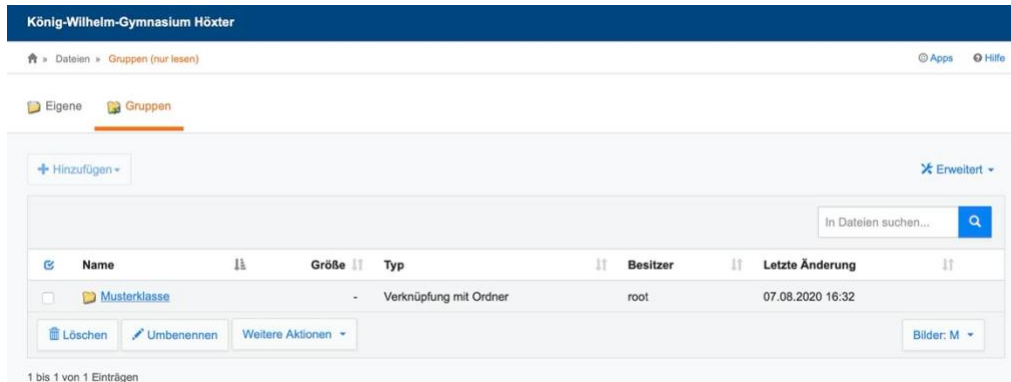 König-Wilhelm-Gymnasium Höxter
» Dateien » Gruppen (nur lesen) Apps Hilfe
Eigene Gruppen
Hinzufügen Erweitert
In Dateien suchen...
Name Größe Typ Besitzer Letzte Änderung
Musterklasse - Verknüpfung mit Ordner root 07.08.2020 16:32
Löschen Umbenennen Weitere Aktionen Bilder: M
1 bis 1 von 1 Einträgen